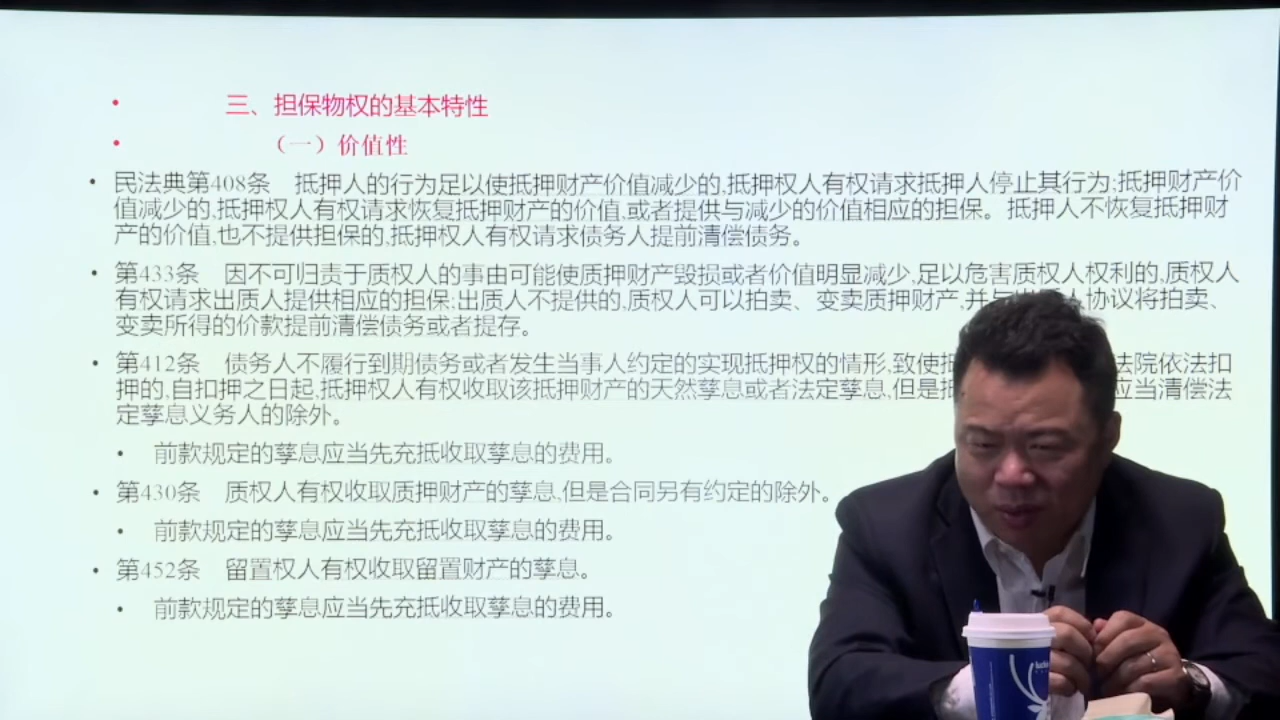 • 三、担保物权的基本特性
• （一）价值性
• 民法典第408条 抵押人的行为足以使抵押财产价值减少的,抵押权人有权请求抵押人停止其行为;抵押财产价
值减少的,抵押权人有权请求恢复抵押财产的价值,或者提供与减少的价值相应的担保。抵押人不恢复抵押财
产的价值,也不提供担保的,抵押权人有权请求债务人提前清偿债务。
• 第433条 因不可归责于质权人的事由可能使质押财产毁损或者价值明显减少,足以危害质权人权利的,质权人
有权请求出质人提供相应的担保;出质人不提供的,质权人可以拍卖、变卖质押财产,并 人协议将拍卖、
变卖所得的价款提前清偿债务或者提存。
• 第412条 债务人不履行到期债务或者发生当事人约定的实现抵押权的情形,致使 法院依法扣
押的,自扣押之日起,抵押权人有权收取该抵押财产的天然孳息或者法定孳息,但是 应当清偿法
定孳息义务人的除外。
• 前款规定的孳息应当先充抵收取孳息的费用。
• 第430条 质权人有权收取质押财产的孳息,但是合同另有约定的除外。
• 前款规定的孳息应当先充抵收取孳息的费用。
• 第452条 留置权人有权收取留置财产的孳息。
• 前款规定的孳息应当先充抵收取孳息的费用。